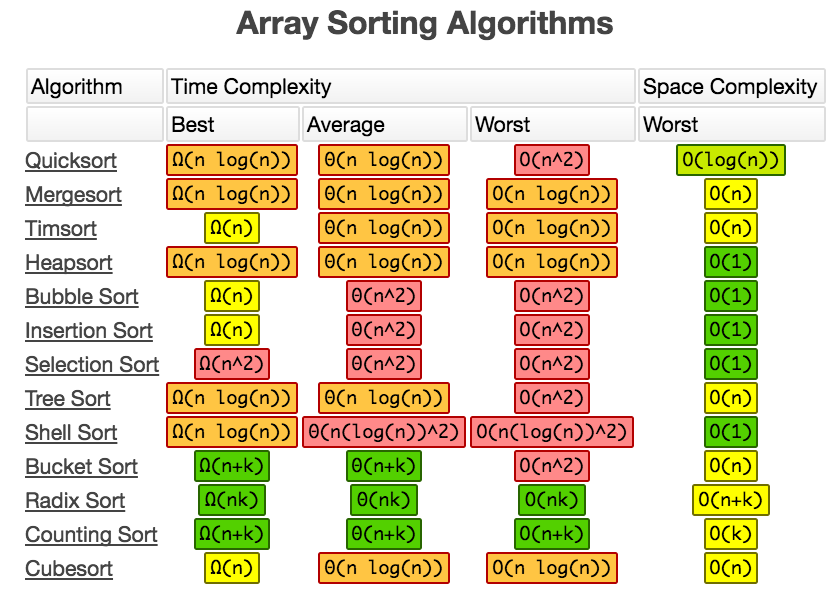 Array Sorting Algorithms
Algorithm Time Complexity Space Complexity
Best Average Worst Worst
Quicksort Ω(n log(n)) Θ(n log(n)) O(n^2) O(log(n))
Mergesort Ω(n log(n)) Θ(n log(n)) O(n log(n)) O(n)
Timsort Ω(n) Θ(n log(n)) O(n log(n)) O(n)
Heapsort Ω(n log(n)) Θ(n log(n)) O(n log(n)) O(1)
Bubble Sort Ω(n) Θ(n^2) O(n^2) O(1)
Insertion Sort Ω(n) Θ(n^2) O(n^2) O(1)
Selection Sort Ω(n^2) Θ(n^2) O(n^2) O(1)
Tree Sort Ω(n log(n)) Θ(n log(n)) O(n^2) O(n)
Shell Sort Ω(n log(n)) Θ(n(log(n))^2) O(n(log(n))^2) O(1)
Bucket Sort Ω(n+k) Θ(n+k) O(n^2) O(n)
Radix Sort Ω(nk) Θ(nk) O(nk) O(n+k)
Counting Sort Ω(n+k) Θ(n+k) O(n+k) O(k)
Cubesort Ω(n) Θ(n log(n)) O(n log(n)) O(n)